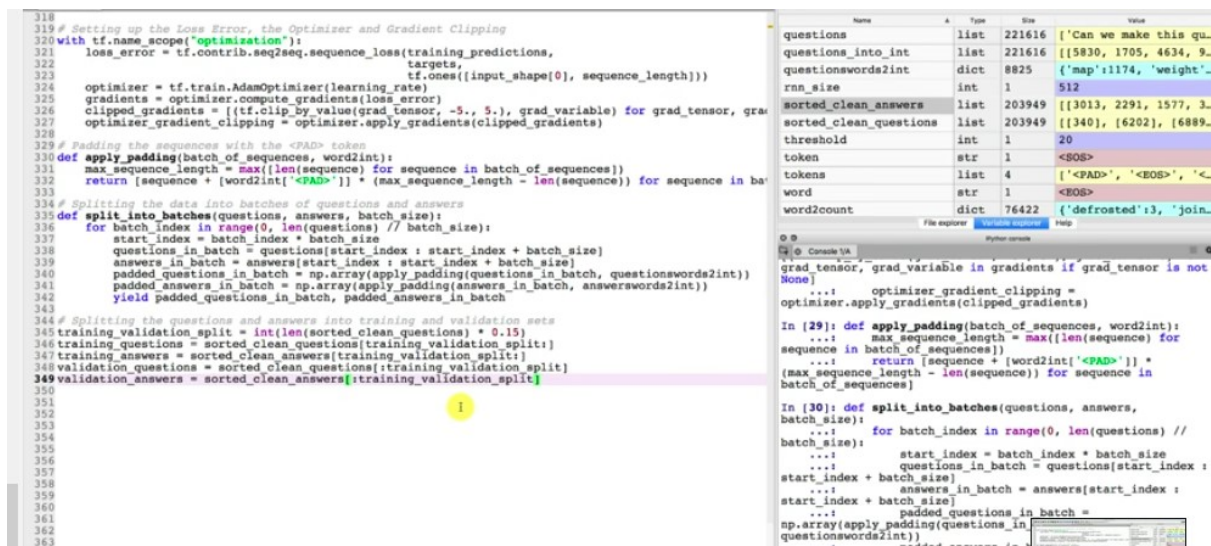 318
319 # Setting up the Loss Error, the Optimizer and Gradient Clipping
320 with tf.name_scope("optimization"):
321     loss_error = tf.contrib.seq2seq.sequence_loss(training_predictions,
322                                                   targets,
323                                                   tf.ones([input_shape[0], sequence_length]))
324     optimizer = tf.train.AdamOptimizer(learning_rate)
325     gradients = optimizer.compute_gradients(loss_error)
326     clipped_gradients = [(tf.clip_by_value(grad_tensor, -5., 5.), grad_variable) for grad_tensor, grad
327     optimizer_gradient_clipping = optimizer.apply_gradients(clipped_gradients)
328
329 # Padding the sequences with the <PAD> token
330 def apply_padding(batch_of_sequences, word2int):
331     max_sequence_length = max([len(sequence) for sequence in batch_of_sequences])
332     return [sequence + [word2int['<PAD>']] * (max_sequence_length - len(sequence)) for sequence in bat
333
334 # Splitting the data into batches of questions and answers
335 def split_into_batches(questions, answers, batch_size):
336     for batch_index in range(0, len(questions) // batch_size):
337         start_index = batch_index * batch_size
338         questions_in_batch = questions[start_index : start_index + batch_size]
339         answers_in_batch = answers[start_index : start_index + batch_size]
340         padded_questions_in_batch = np.array(apply_padding(questions_in_batch, questionswords2int))
341         padded_answers_in_batch = np.array(apply_padding(answers_in_batch, answerswords2int))
342         yield padded_questions_in_batch, padded_answers_in_batch
343
344 # Splitting the questions and answers into training and validation sets
345 training_validation_split = int(len(sorted_clean_questions) * 0.15)
346 training_questions = sorted_clean_questions[training_validation_split:]
347 training_answers = sorted_clean_answers[training_validation_split:]
348 validation_questions = sorted_clean_questions[:training_validation_split]
349 validation_answers = sorted_clean_answers[:training_validation_split]
350
351
352
353
354
355
356
357
358
359
360
361
362
363
Name Type Size Value
questions list 221616 ['Can we make this qu…
questions_into_int list 221616 [[5830, 1705, 4634, 9…
questionswords2int dict 8825 {'map':1174, 'weight'…
rnn_size int 1 512
sorted_clean_answers list 203949 [[3013, 2291, 1577, 3…
sorted_clean_questions list 203949 [[340], [6202], [6889…
threshold int 1 20
token str 1 <SOS>
tokens list 4 ['<PAD>', '<EOS>', '<…
word str 1 <EOS>
word2count dict 76422 {'defrosted':3, 'join…
File explorer Variable explorer Help
IPython console
Console 1/A
grad_tensor, grad_variable in gradients if grad_tensor is not
None]
...: optimizer_gradient_clipping =
optimizer.apply_gradients(clipped_gradients)
In [29]: def apply_padding(batch_of_sequences, word2int):
...: max_sequence_length = max([len(sequence) for
sequence in batch_of_sequences])
...: return [sequence + [word2int['<PAD>']] *
(max_sequence_length - len(sequence)) for sequence in
batch_of_sequences]
In [30]: def split_into_batches(questions, answers,
batch_size):
...: for batch_index in range(0, len(questions) //
batch_size):
...: start_index = batch_index * batch_size
...: questions_in_batch = questions[start_index :
start_index + batch_size]
...: answers_in_batch = answers[start_index :
start_index + batch_size]
...: padded_questions_in_batch =
np.array(apply_padding(questions_in_
questionswords2int))